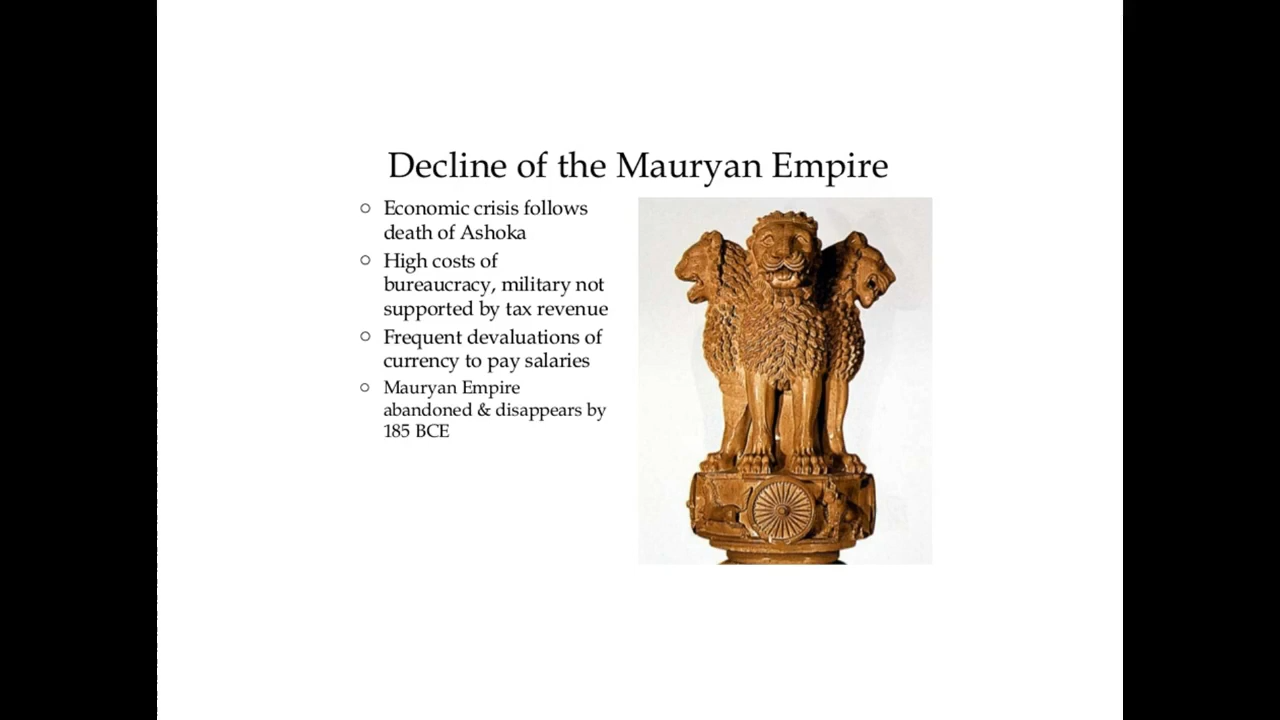 Decline of the Mauryan Empire
○ Economic crisis follows
death of Ashoka
○ High costs of
bureaucracy, military not
supported by tax revenue
○ Frequent devaluations of
currency to pay salaries
○ Mauryan Empire
abandoned & disappears by
185 BCE